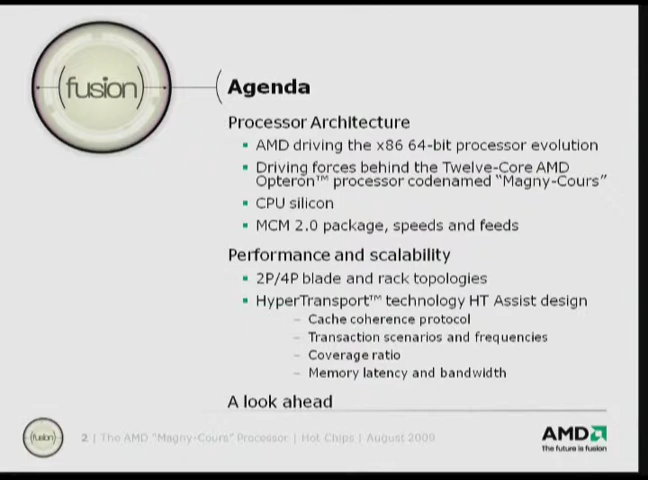 (fusion)
Agenda
Processor Architecture
AMD driving the x86 64-bit processor evolution
Driving forces behind the Twelve-Core AMD
Opteron™ processor codenamed “Magny-Cours”
CPU silicon
MCM 2.0 package, speeds and feeds
Performance and scalability
2P/4P blade and rack topologies
HyperTransport™ technology HT Assist design
– Cache coherence protocol
– Transaction scenarios and frequencies
– Coverage ratio
– Memory latency and bandwidth
A look ahead
(fusion)
2 | The AMD "Magny-Cours" Processor | Hot Chips | August 2009
AMD
The future is fusion